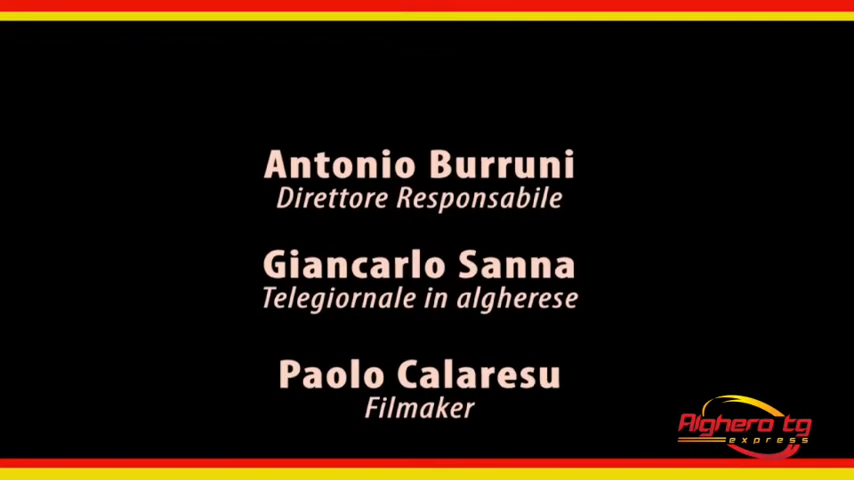 Antonio Burruni
Direttore Responsabile
Giancarlo Sanna
Telegiornale in algherese
Paolo Calaresu
Filmaker
Alghero tg
express